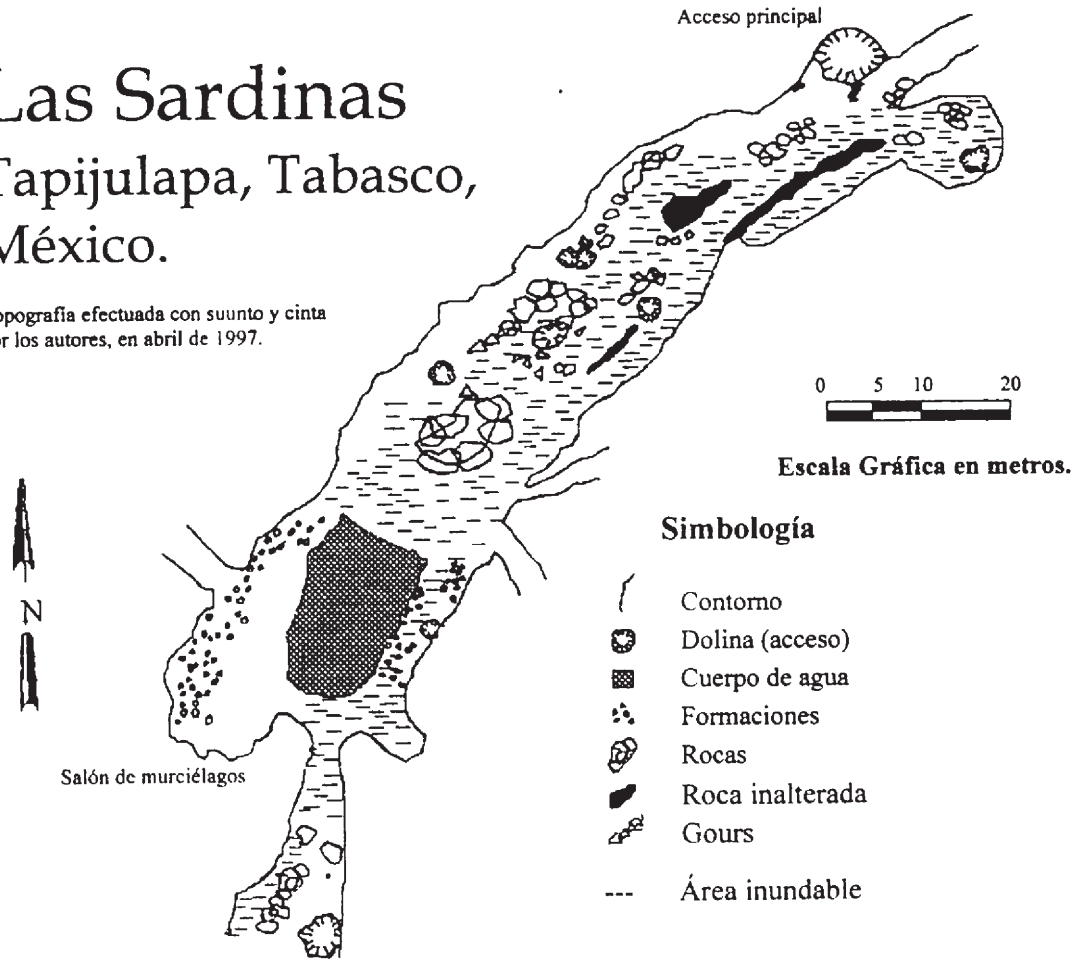 Acceso principal
Las Sardinas
Tapijulapa, Tabasco,
México.
opografía efectuada con suunto y cinta
or los autores, en abril de 1997.
0 5 10 20
Escala Gráfica en metros.
Simbología
Contorno
Dolina (acceso)
Cuerpo de agua
Formaciones
Rocas
Roca inalterada
Gours
Área inundable
N
Salón de murciélagos